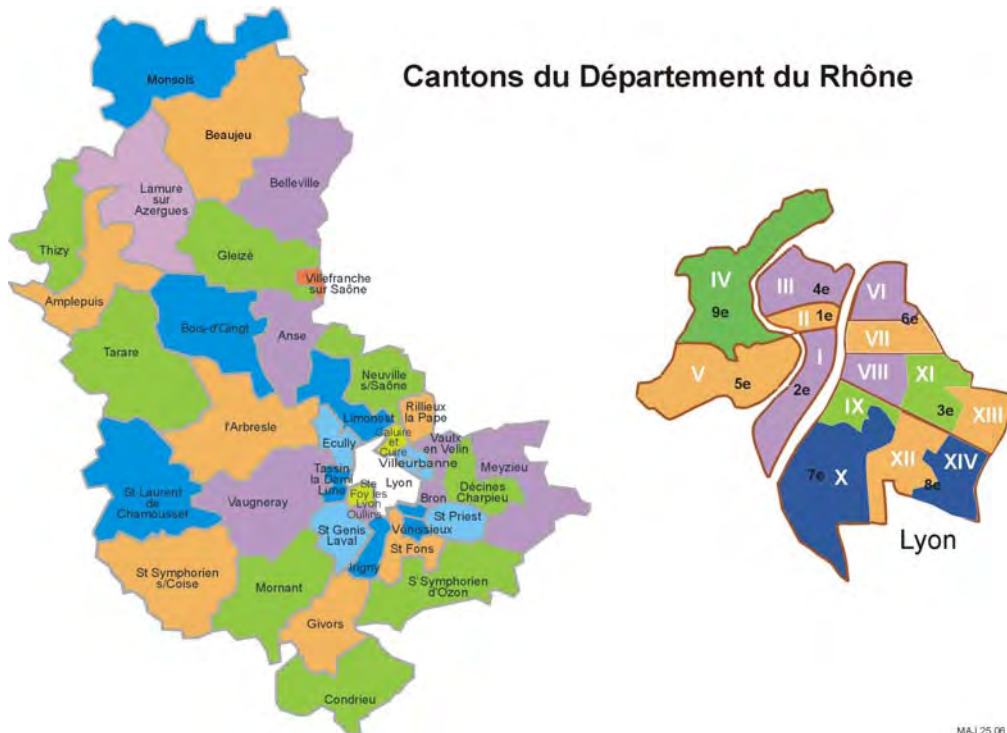 Cantons du Département du Rhône
Monsols
Beaujeu
Lamure
sur
Azergues
Belleville
Thizy
Gleizé
Villefranche
sur Saône
Amplepuis
Bois-d'Oingt
Anse
Tarare
Neuville
s/Saône
l'Arbresle
Limonest
Rillieux
la Pape
Ecully
Caluire
et
Cuire
Vaulx
en Velin
Villeurbanne
Meyzieu
Tassin
la Demi
Lune
Lyon
St Laurent
de
Chamousset
Vaugneray
Ste
Foy les
Lyon
Oullins
Bron
Décines
Charpieu
St Genis
Laval
Vénissieux
St Priest
St Fons
Irigny
St Symphorien
s/Coise
Mornant
S' Symphorien
d'Ozon
Givors
Condrieu
IV
9e
III
4e
II
1e
VI
6e
VII
V
5e
I
2e
VIII
XI
3e
IX
XIII
7e
X
XII
XIV
8e
Lyon
MAJ 25.06